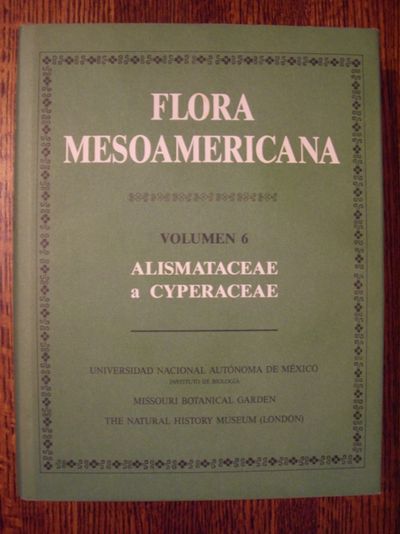 FLORA
MESOAMERICANA
VOLUMEN 6
ALISMATACEAE
a CYPERACEAE
UNIVERSIDAD NACIONAL AUTÓNOMA DE MÉXICO
INSTITUTO DE BIOLOGÍA
MISSOURI BOTANICAL GARDEN
THE NATURAL HISTORY MUSEUM (LONDON)